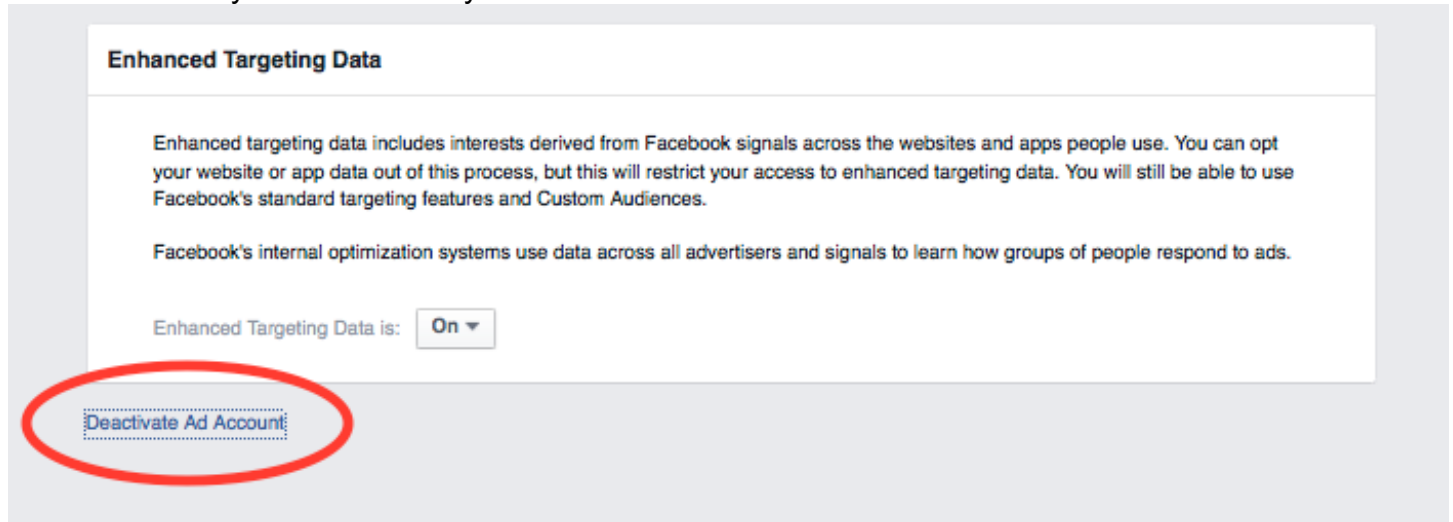 Enhanced Targeting Data
Enhanced targeting data includes interests derived from Facebook signals across the websites and apps people use. You can opt
your website or app data out of this process, but this will restrict your access to enhanced targeting data. You will still be able to use
Facebook's standard targeting features and Custom Audiences.
Facebook's internal optimization systems use data across all advertisers and signals to learn how groups of people respond to ads.
Enhanced Targeting Data is: On
Deactivate Ad Account